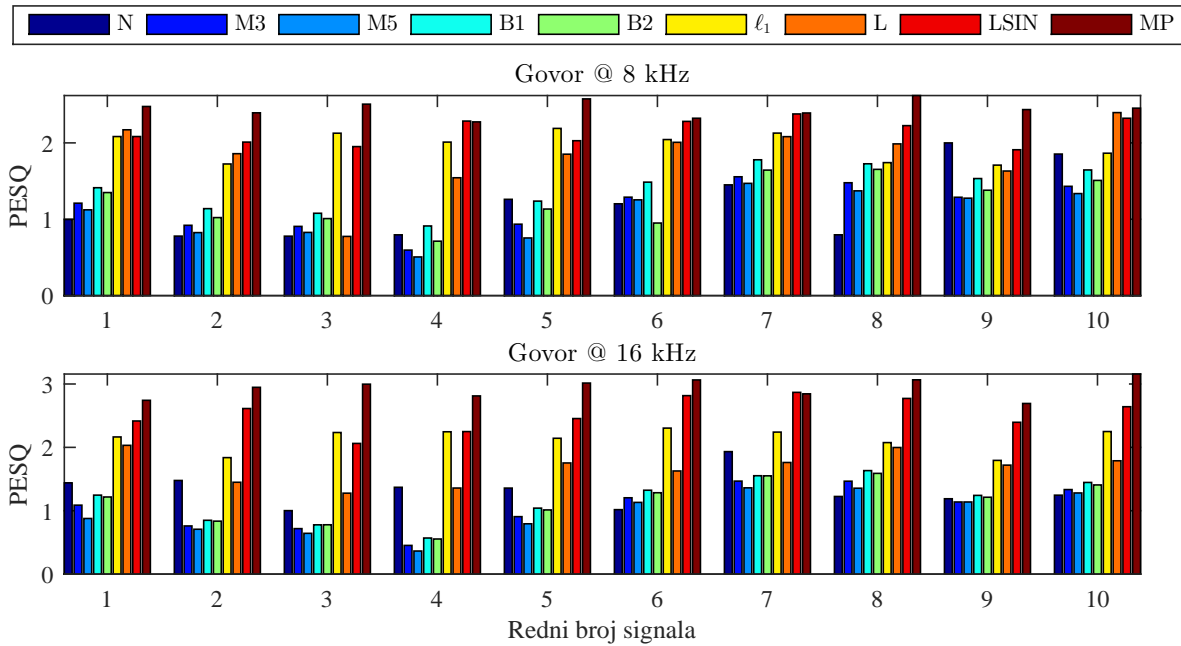 N M3 M5 B1 B2 ℓ₁ L LSIN MP
Govor @ 8 kHz
PESQ
2
1
0
1 2 3 4 5 6 7 8 9 10
Govor @ 16 kHz
PESQ
3
2
1
0
1 2 3 4 5 6 7 8 9 10
Redni broj signala